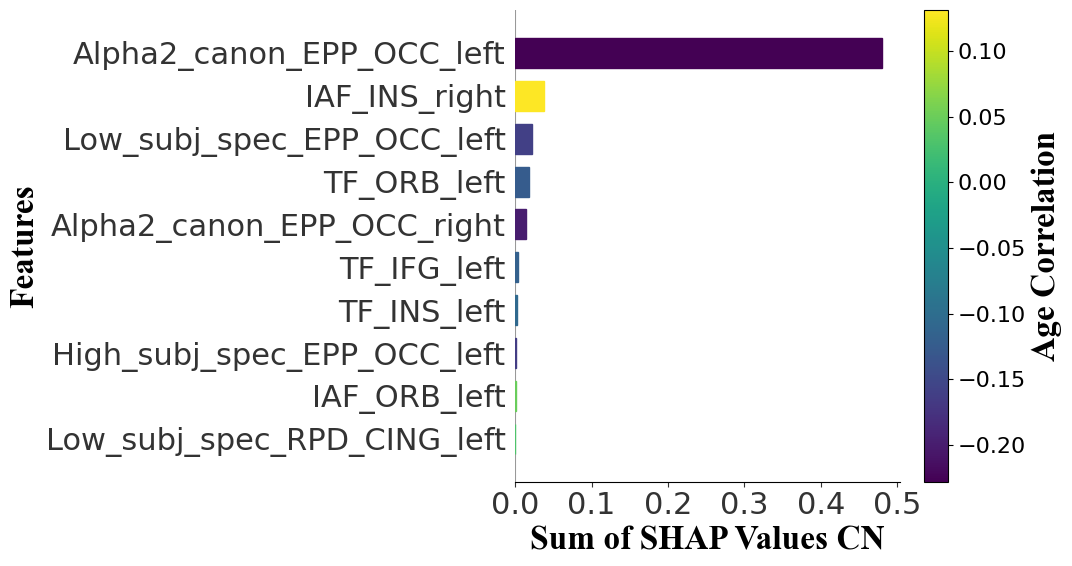 Features
Alpha2_canon_EPP_OCC_left
IAF_INS_right
Low_subj_spec_EPP_OCC_left
TF_ORB_left
Alpha2_canon_EPP_OCC_right
TF_IFG_left
TF_INS_left
High_subj_spec_EPP_OCC_left
IAF_ORB_left
Low_subj_spec_RPD_CING_left
0.0 0.1 0.2 0.3 0.4 0.5
Sum of SHAP Values CN
0.10
0.05
0.00
−0.05
−0.10
−0.15
−0.20
Age Correlation